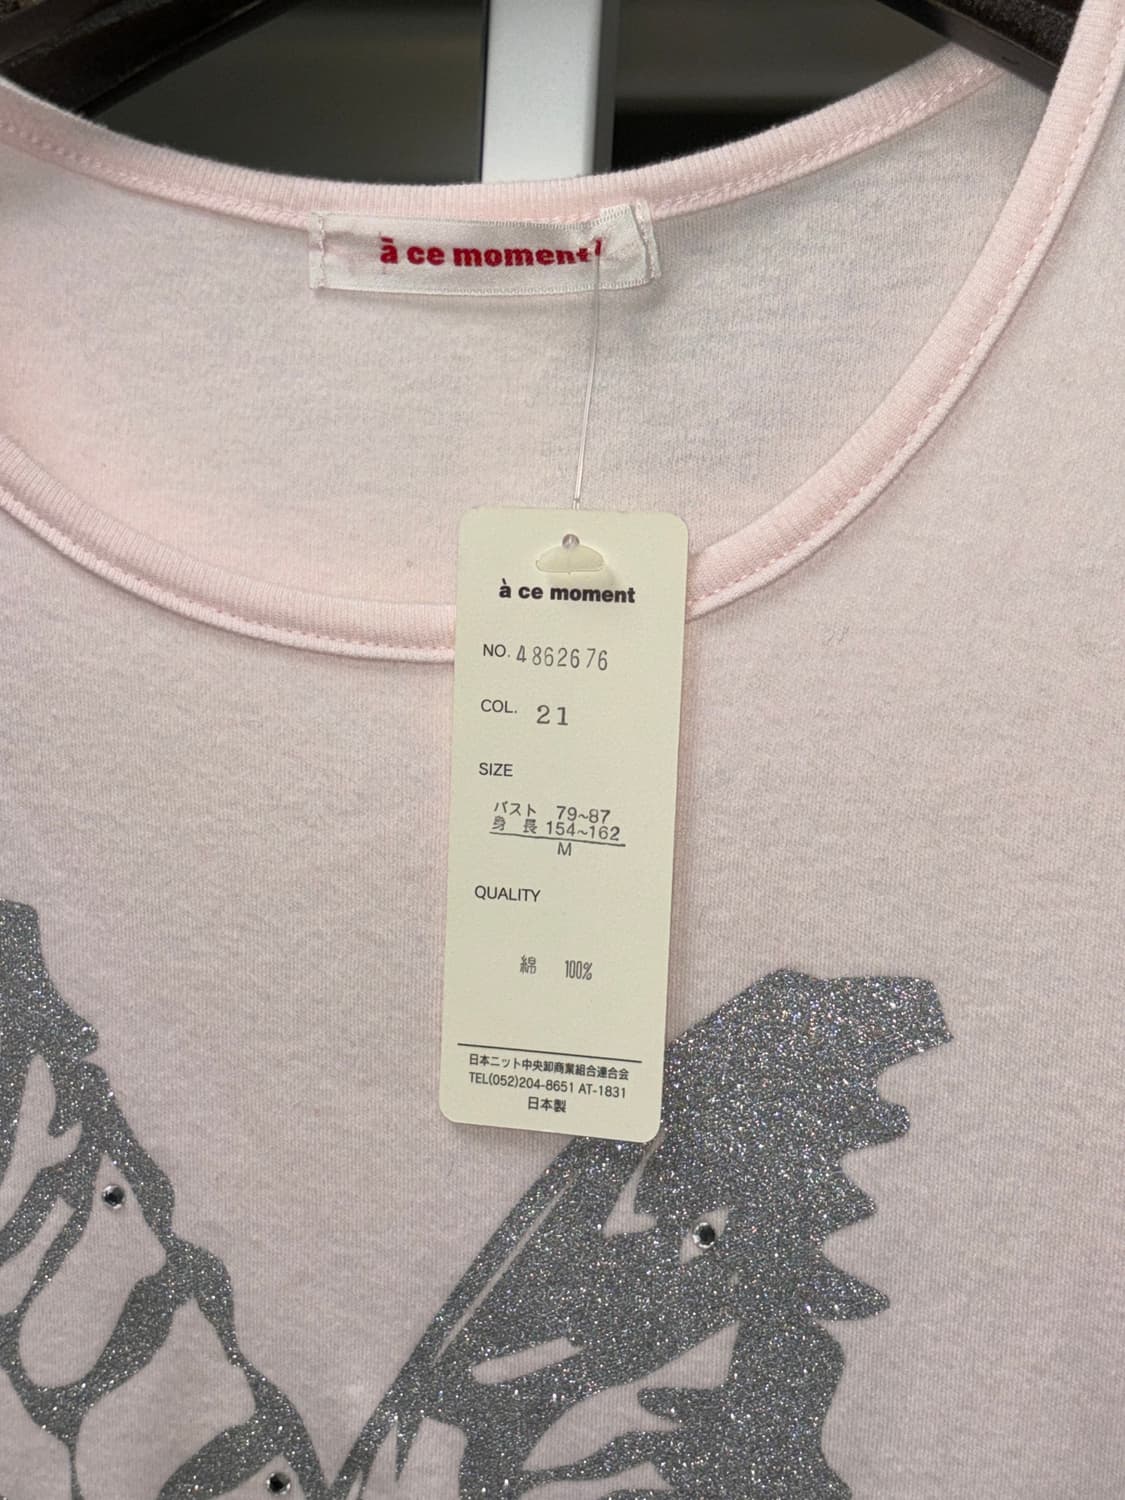 à ce moment
à ce moment
NO. 4862676
COL. 21
SIZE
バスト 79~87
身長 154~162
M
QUALITY
綿 100%
日本ニット中央卸商業組合連合会
TEL(052)204-8651 AT-1831
日本製